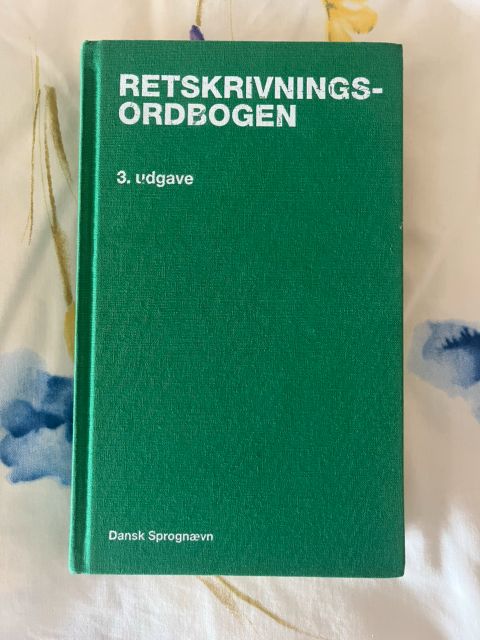 RETSKRIVNINGS-
ORDBOGEN
3. udgave
Dansk Sprognævn